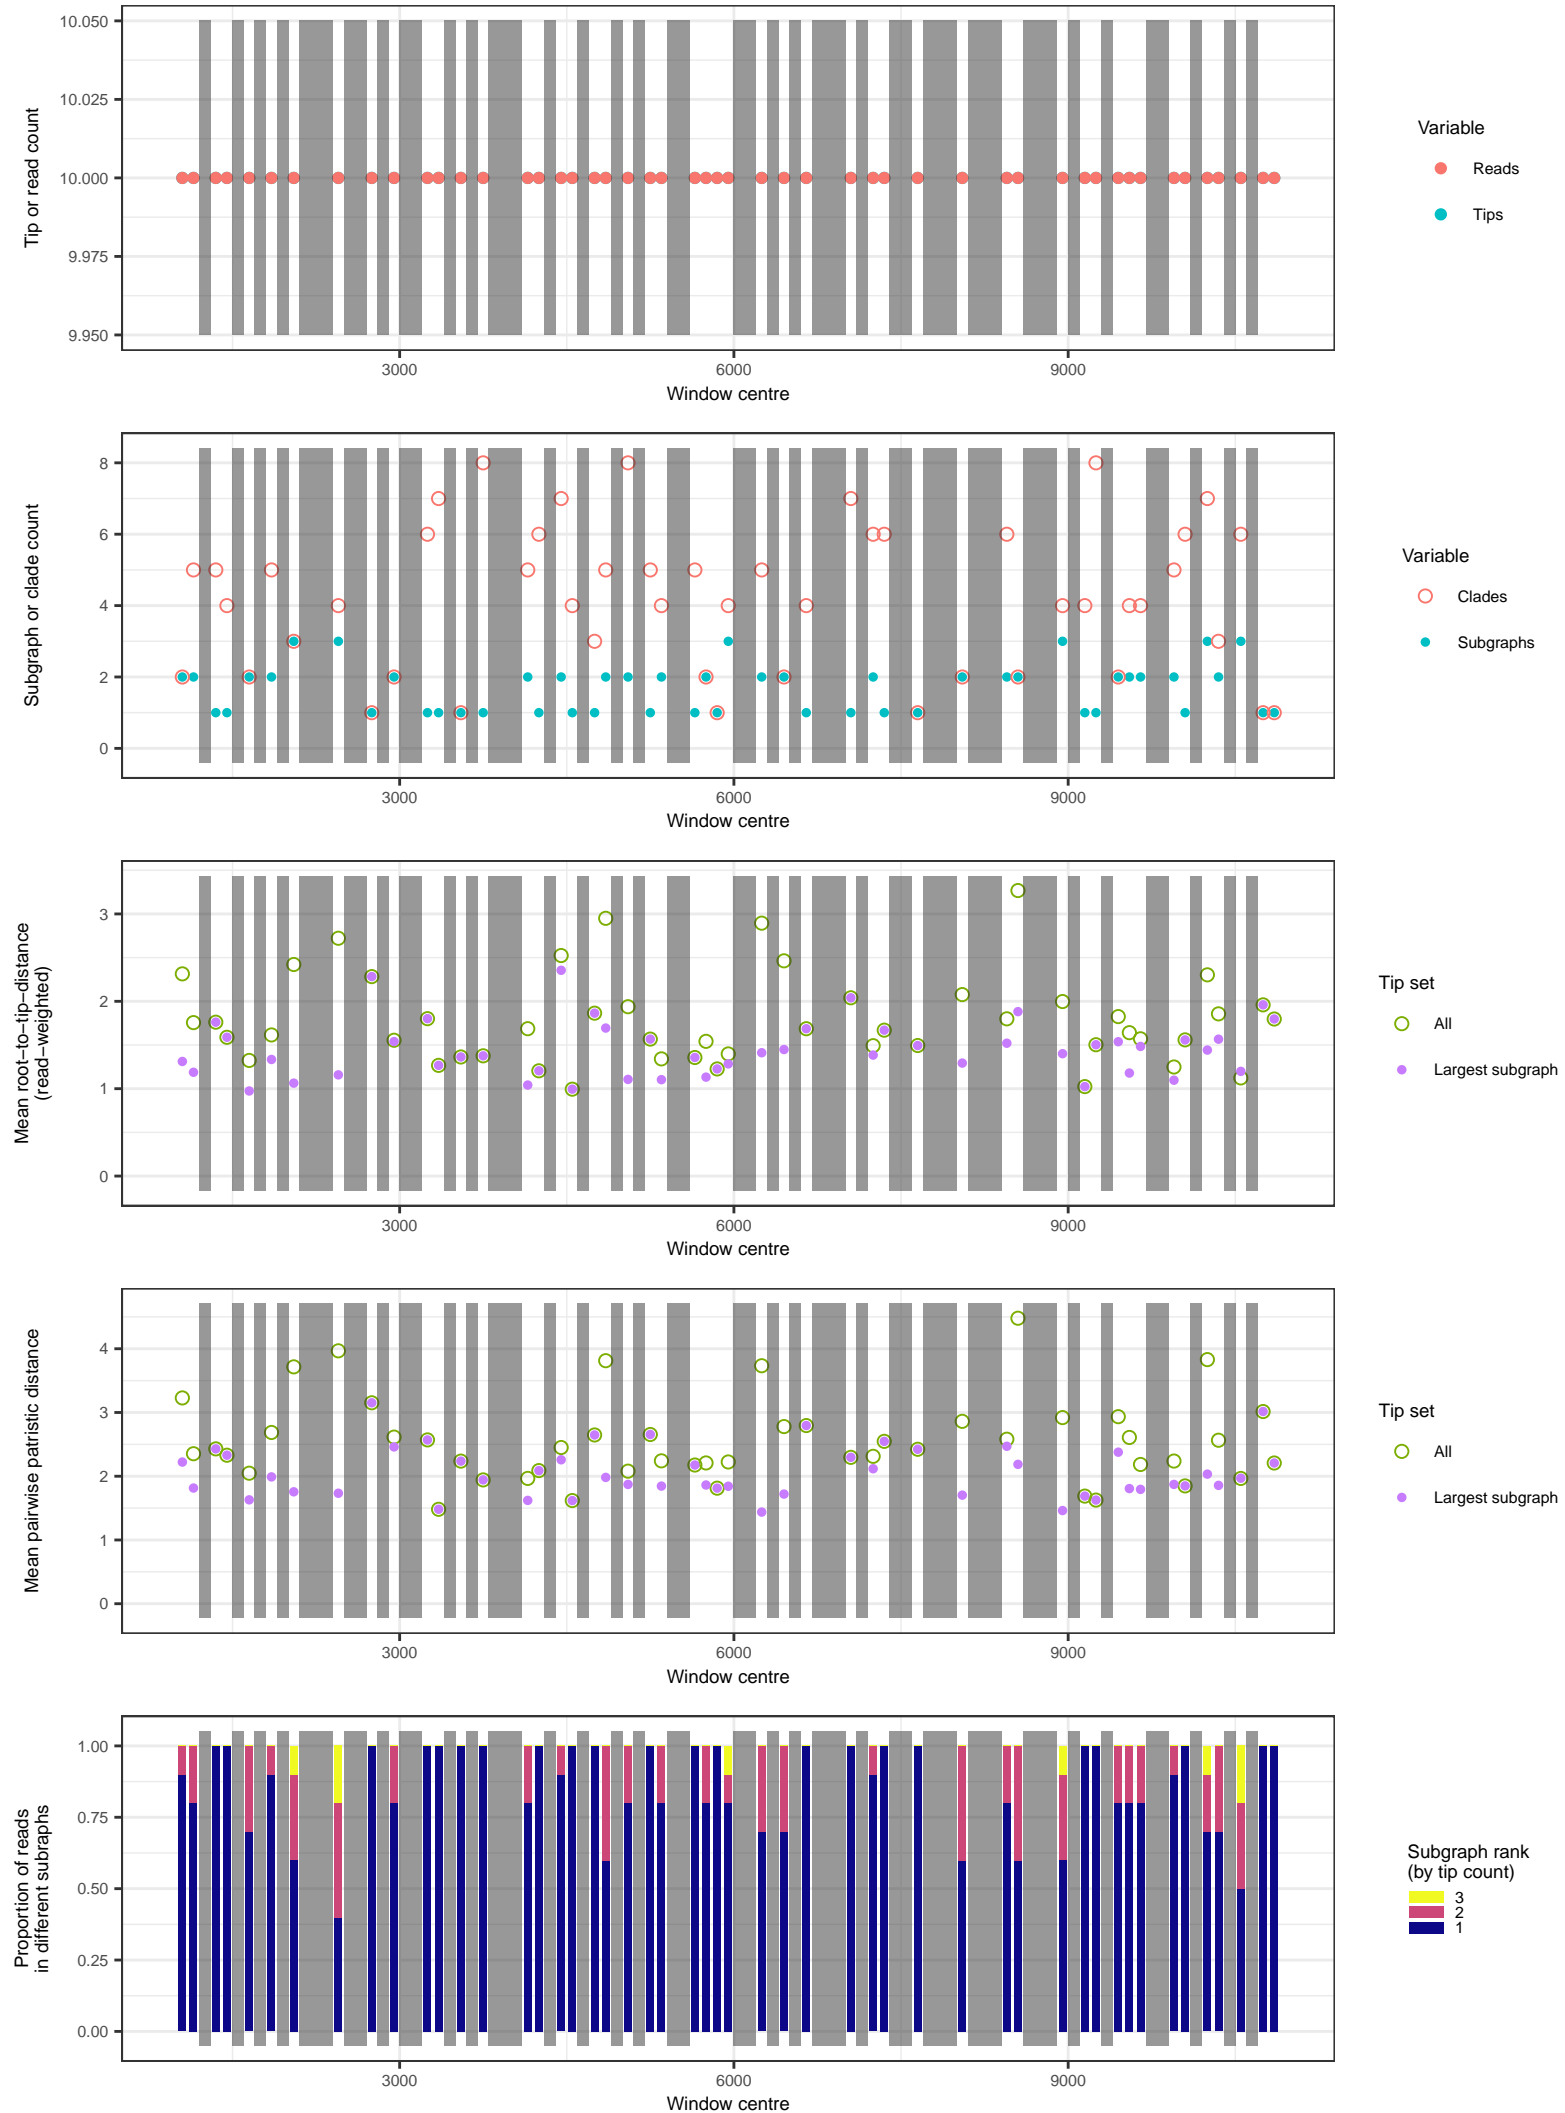 10.050
10.025
10.000
9.975
9.950
Tip or read count
3000
6000
9000
Window centre
Variable
Reads
Tips
8
6
4
2
0
Subgraph or clade count
3000
6000
9000
Window centre
Variable
Clades
Subgraphs
3
2
1
0
Mean root−to−tip−distance
(read−weighted)
3000
6000
9000
Window centre
Tip set
All
Largest subgraph
4
3
2
1
0
Mean pairwise patristic distance
3000
6000
9000
Window centre
Tip set
All
Largest subgraph
1.00
0.75
0.50
0.25
0.00
Proportion of reads
in different subraphs
3000
6000
9000
Window centre
Subgraph rank
(by tip count)
3
2
1